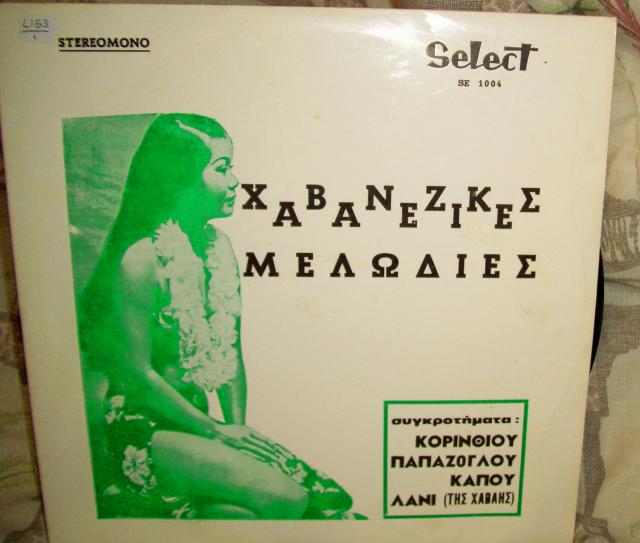 L153
STEREOMONO
Select
SE 1004
ΧΑΒΑΝΕΖΙΚΕΣ
ΜΕΛΩΔΙΕΣ
συγκροτήματα:
ΚΟΡΙΝΘΙΟΥ
ΠΑΠΑΖΟΓΛΟΥ
ΚΑΠΟΥ
ΛΑΝΙ (ΤΗΣ ΧΑΒΑΗΣ)